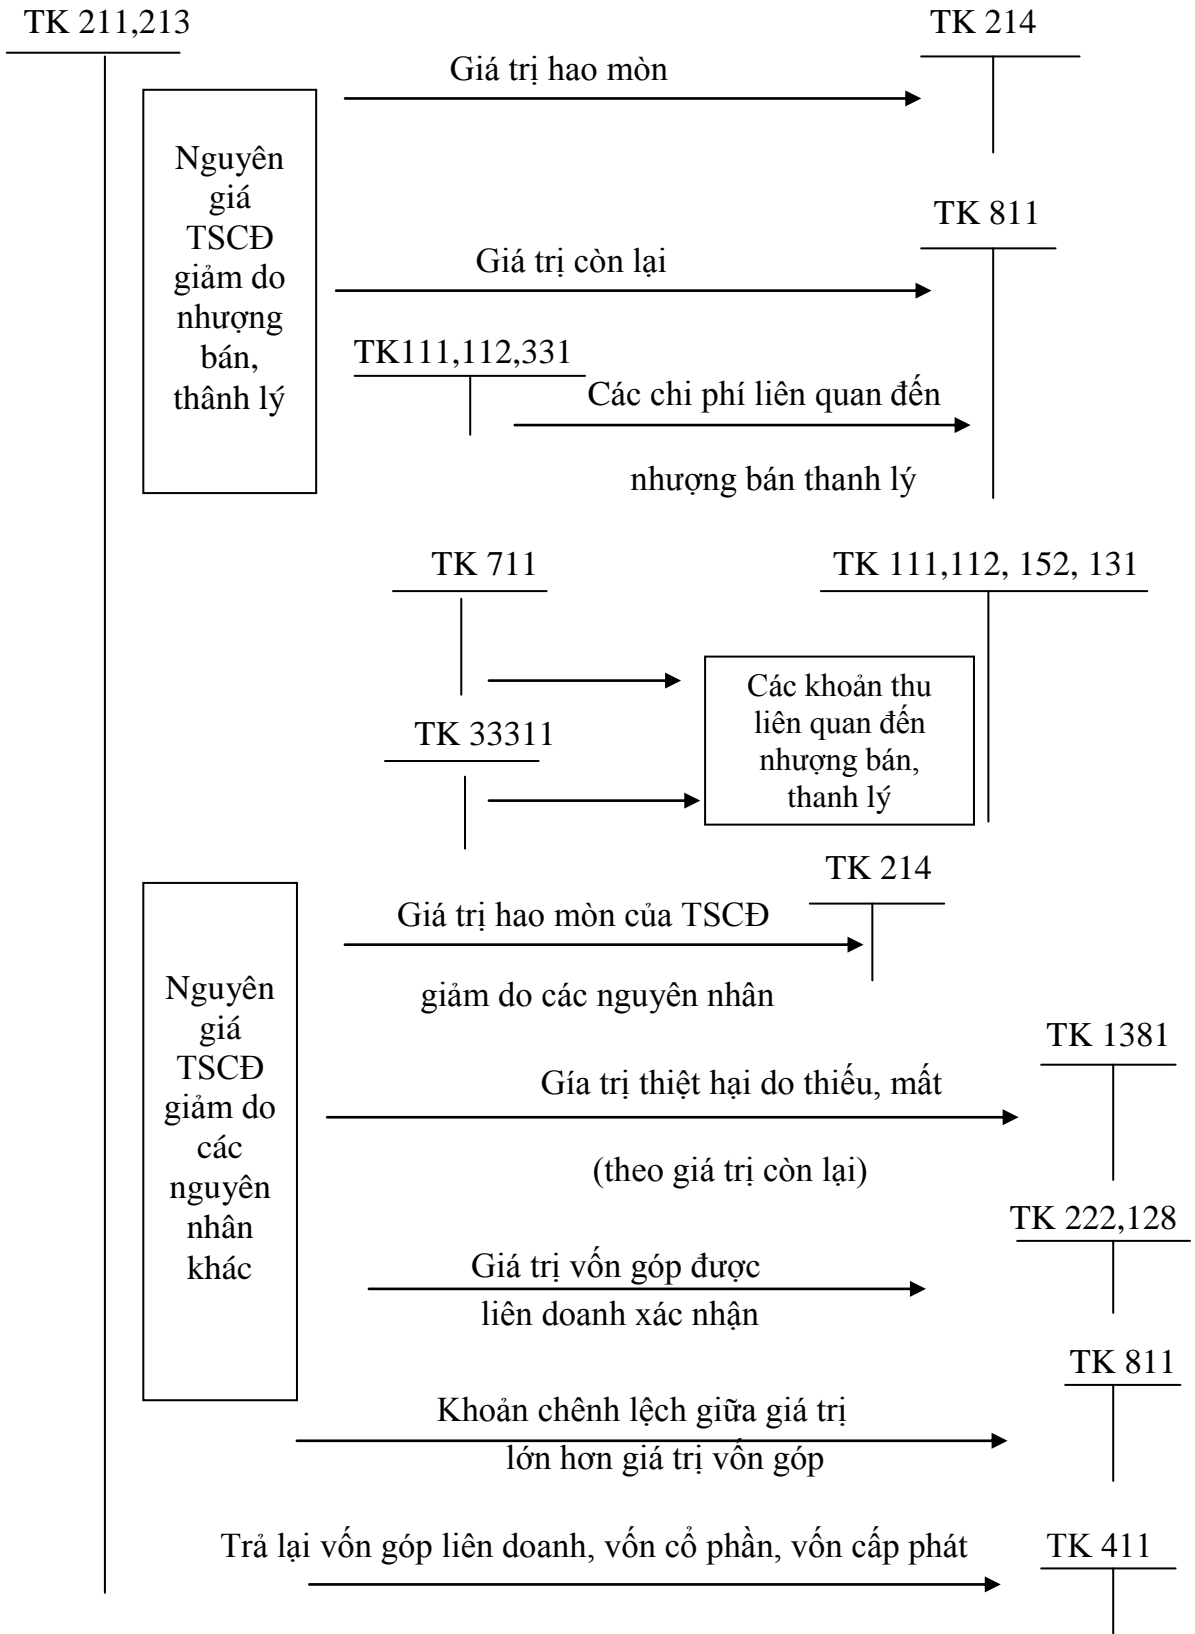 TK 211,213
TK 214
Giá trị hao mòn
Nguyên
giá
TSCĐ
giảm do
nhượng
bán,
thânh lý
TK 811
Giá trị còn lại
TK111,112,331
Các chi phí liên quan đến
nhượng bán thanh lý
TK 711
TK 111,112, 152, 131
Các khoản thu
liên quan đến
nhượng bán,
thanh lý
TK 33311
TK 214
Giá trị hao mòn của TSCĐ
giảm do các nguyên nhân
Nguyên
giá
TSCĐ
giảm do
các
nguyên
nhân
khác
TK 1381
Gía trị thiệt hại do thiếu, mất
(theo giá trị còn lại)
TK 222,128
Giá trị vốn góp được
liên doanh xác nhận
TK 811
Khoản chênh lệch giữa giá trị
lớn hơn giá trị vốn góp
Trả lại vốn góp liên doanh, vốn cổ phần, vốn cấp phát
TK 411